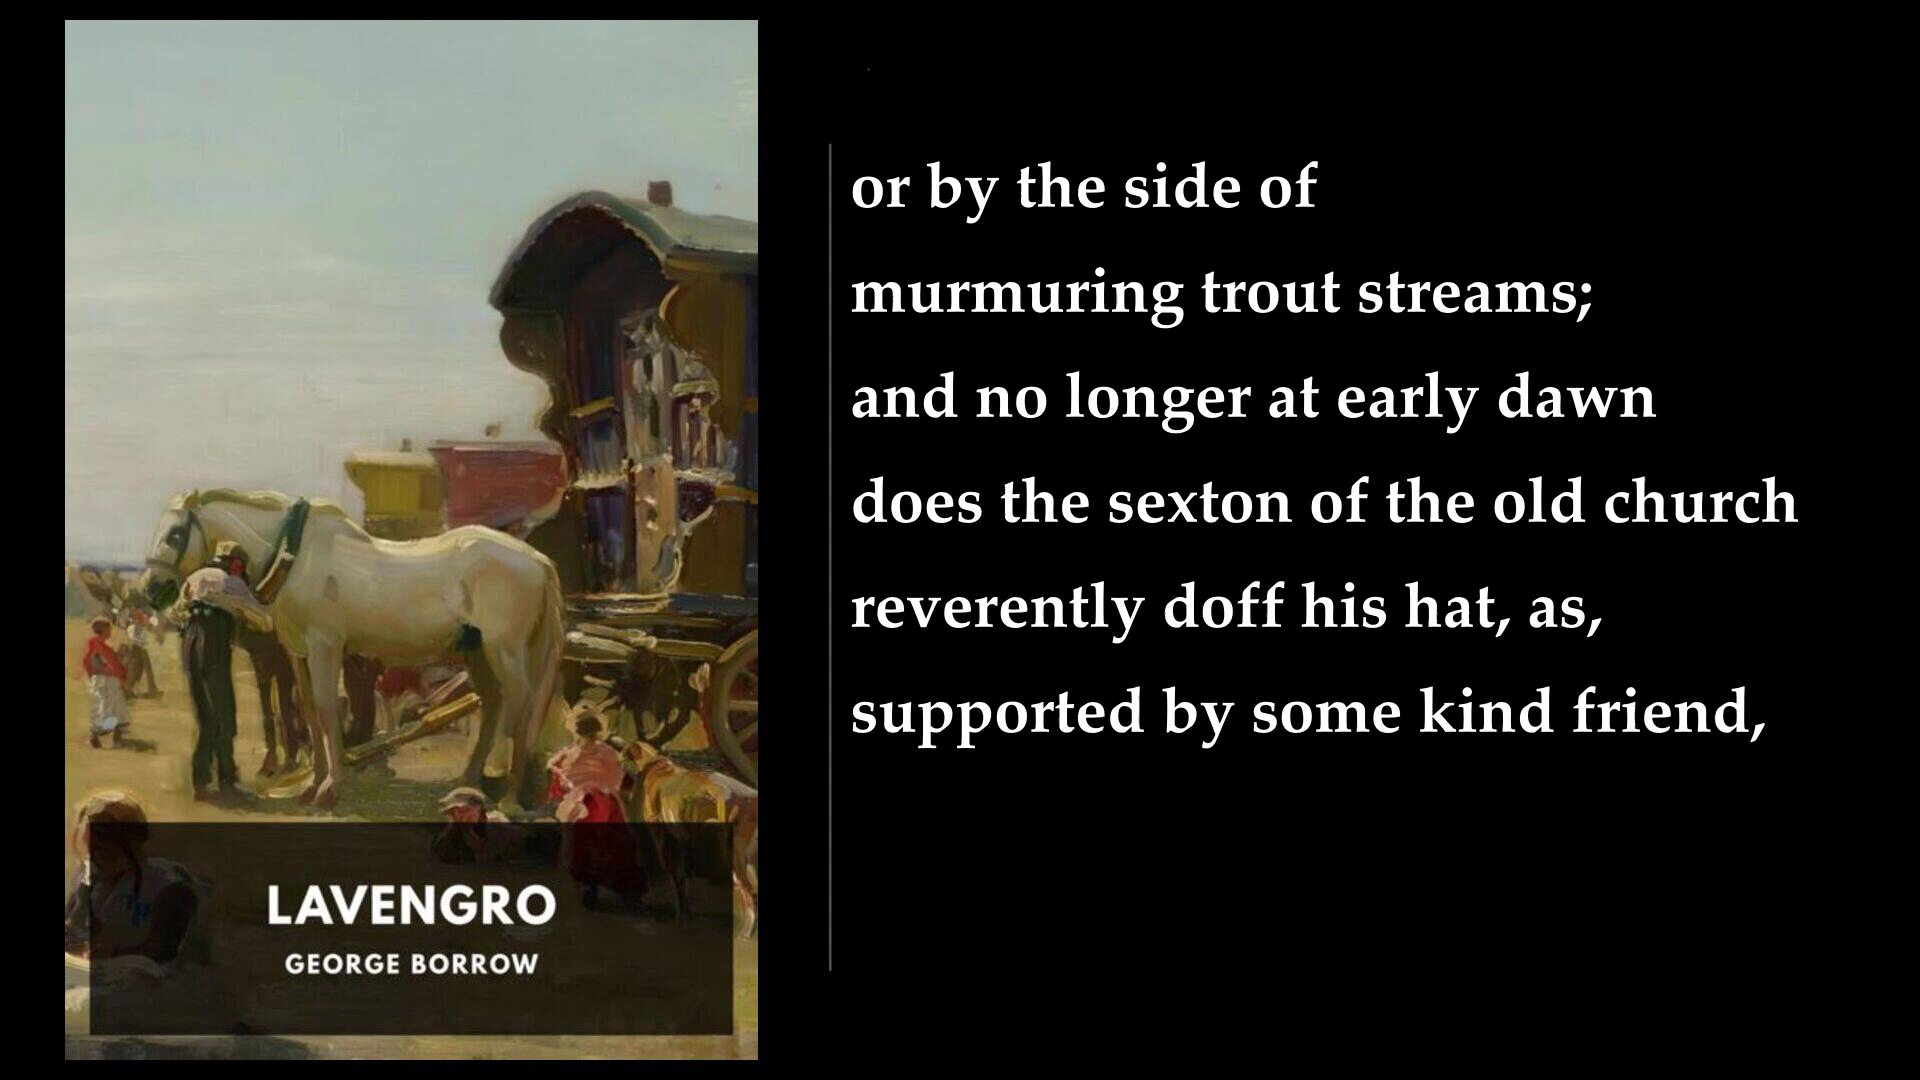 or by the side of
murmuring trout streams;
and no longer at early dawn
does the sexton of the old church
reverently doff his hat, as,
supported by some kind friend,
LAVENGRO
GEORGE BORROW